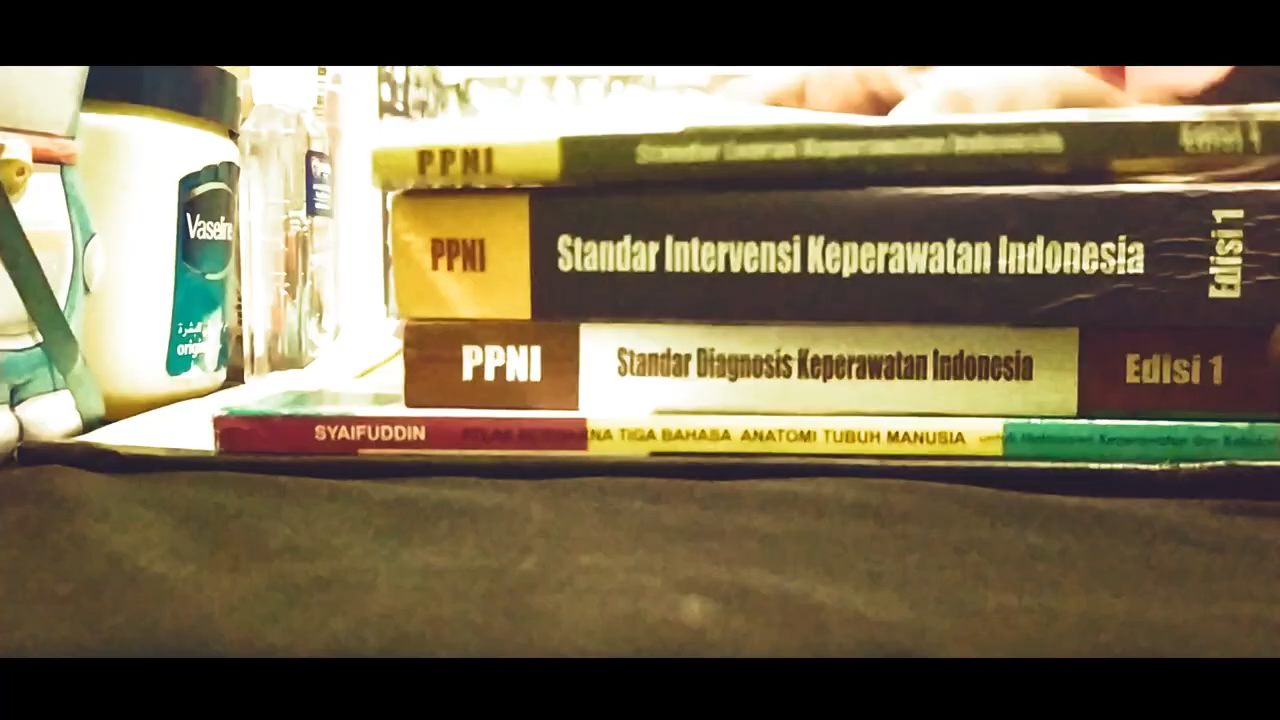 PPNI Standar Luaran Keperawatan Indonesia Edisi 1
PPNI Standar Intervensi Keperawatan Indonesia Edisi 1
PPNI Standar Diagnosis Keperawatan Indonesia Edisi 1
SYAIFUDDIN TIGA BAHASA ANATOMI TUBUH MANUSIA
Vaseline
original